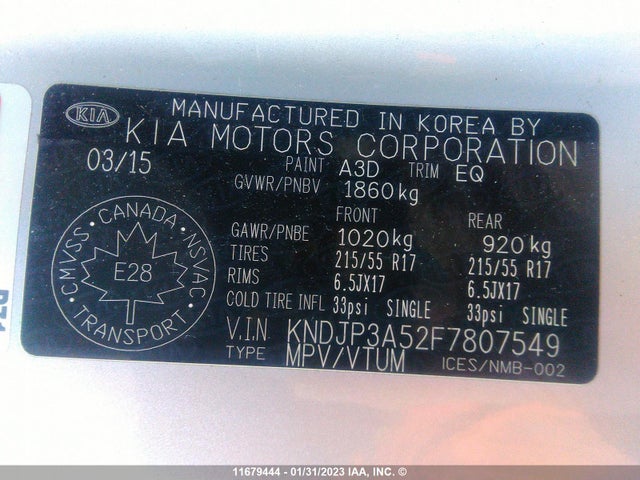 KIA
MANUFACTURED IN KOREA BY
KIA MOTORS CORPORATION
03/15
PAINT A3D TRIM EQ
GVWR/PNBV 1860kg
FRONT REAR
GAWR/PNBE 1020kg 920kg
TIRES 215/55 R17 215/55 R17
RIMS 6.5JX17 6.5JX17
COLD TIRE INFL 33psi SINGLE 33psi SINGLE
V.I.N KNDJP3A52F7807549
TYPE MPV/VTUM ICES/NMB-002
CMVSS · CANADA · NSVAC
E28
TRANSPORT
11679444 - 01/31/2023 IAA, INC. ©